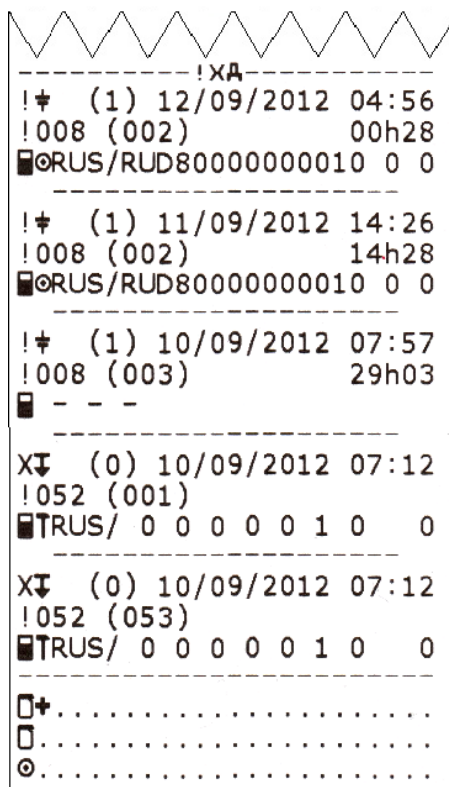 -----------!ХД------------
!⏚ (1) 12/09/2012 04:56
!008 (002) 00h28
RUS/RUD80000000010 0 0
--------------------
!⏚ (1) 11/09/2012 14:26
!008 (002) 14h28
RUS/RUD80000000010 0 0
--------------------
!⏚ (1) 10/09/2012 07:57
!008 (003) 29h03
- - -
--------------------
X (0) 10/09/2012 07:12
!052 (001)
TRUS/ 0 0 0 0 0 1 0 0
--------------------
X (0) 10/09/2012 07:12
!052 (053)
TRUS/ 0 0 0 0 0 1 0 0
------------------------
+......................
.......................
⊙.......................